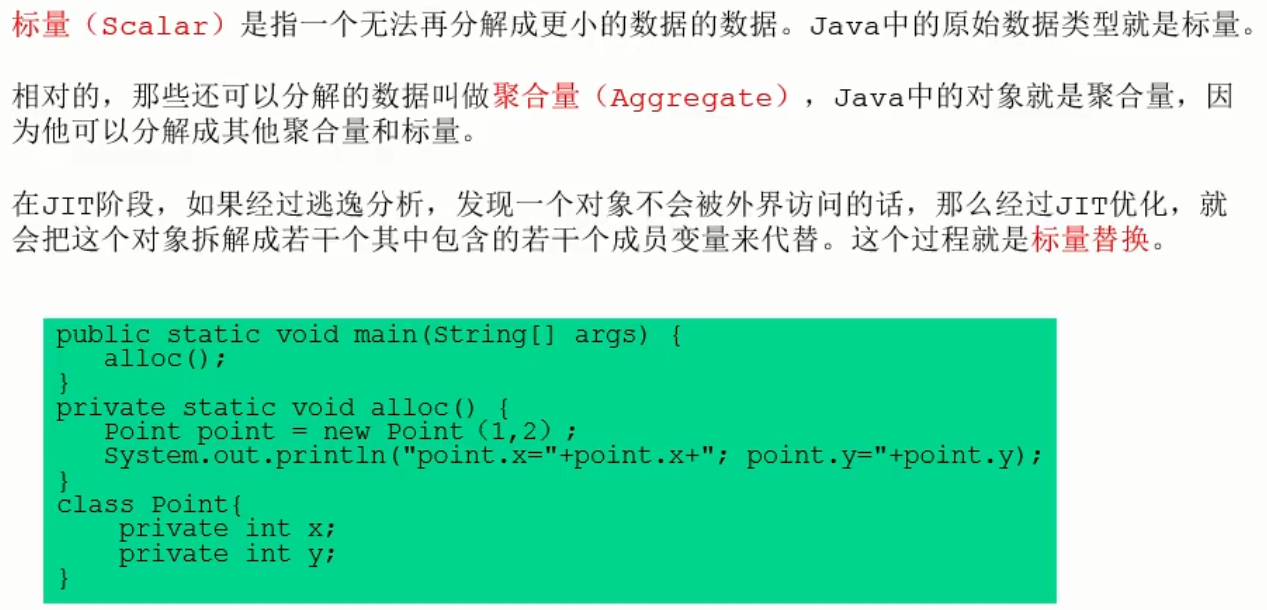 标量（Scalar）是指一个无法再分解成更小的数据的数据。Java中的原始数据类型就是标量。
相对的，那些还可以分解的数据叫做聚合量（Aggregate），Java中的对象就是聚合量，因
为他可以分解成其他聚合量和标量。
在JIT阶段，如果经过逃逸分析，发现一个对象不会被外界访问的话，那么经过JIT优化，就
会把这个对象拆解成若干个其中包含的若干个成员变量来代替。这个过程就是标量替换。
public static void main(String[] args) {
   alloc();
}
private static void alloc() {
   Point point = new Point（1,2）;
   System.out.println("point.x="+point.x+"; point.y="+point.y);
}
class Point{
    private int x;
    private int y;
}